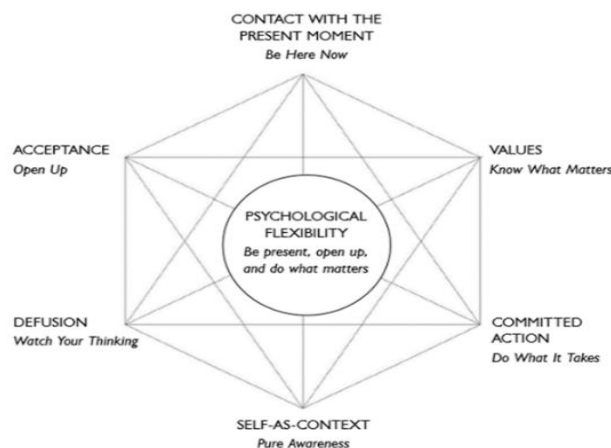 CONTACT WITH THE
PRESENT MOMENT
Be Here Now
ACCEPTANCE
Open Up
VALUES
Know What Matters
PSYCHOLOGICAL
FLEXIBILITY
Be present, open up,
and do what matters
DEFUSION
Watch Your Thinking
COMMITTED
ACTION
Do What It Takes
SELF-AS-CONTEXT
Pure Awareness